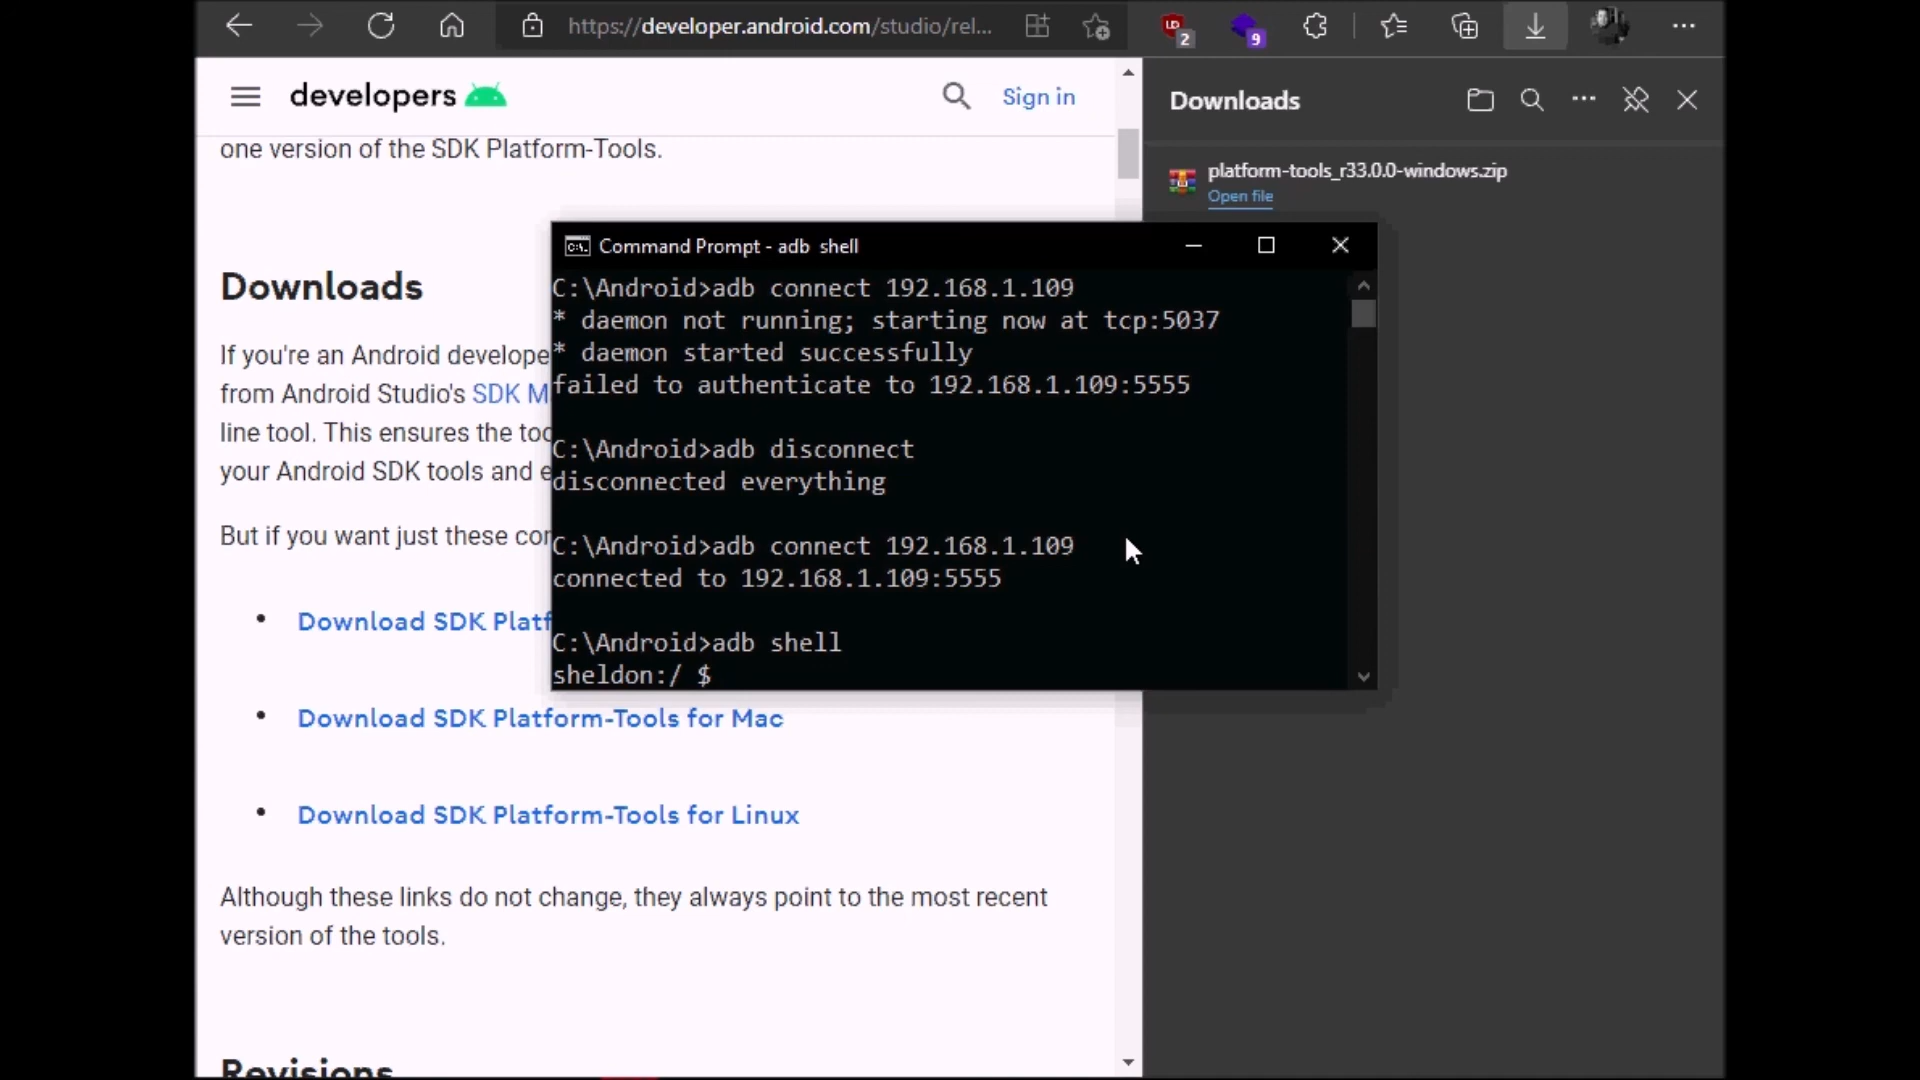 https://developer.android.com/studio/rel...
UD
2
9
developers
Sign in
one version of the SDK Platform-Tools.
Downloads
If you're an Android develope
from Android Studio's SDK M
line tool. This ensures the too
your Android SDK tools and e
But if you want just these cor
Download SDK Platf
Download SDK Platform-Tools for Mac
Download SDK Platform-Tools for Linux
Although these links do not change, they always point to the most recent
version of the tools.
Revisions
Downloads
platform-tools_r33.0.0-windows.zip
Open file
C:\. Command Prompt - adb  shell
C:\Android>adb connect 192.168.1.109
* daemon not running; starting now at tcp:5037
* daemon started successfully
failed to authenticate to 192.168.1.109:5555
C:\Android>adb disconnect
disconnected everything
C:\Android>adb connect 192.168.1.109
connected to 192.168.1.109:5555
C:\Android>adb shell
sheldon:/ $